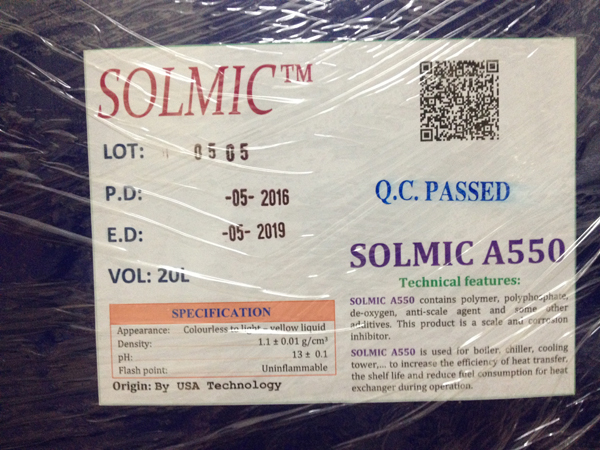 SOLMIC™
LOT: 0505
P.D: -05- 2016
E.D: -05- 2019
VOL: 20L
Q.C. PASSED
SOLMIC A550
Technical features:
SOLMIC A550 contains polymer, polyphosphate,
de-oxygen, anti-scale agent and some other
additives. This product is a scale and corrosion
inhibitor.
SOLMIC A550 is used for boiler, chiller, cooling
tower,... to increase the efficiency of heat transfer,
the shelf life and reduce fuel consumption for heat
exchanger during operation.
SPECIFICATION
Appearance: Colourless to light – yellow liquid
Density: 1.1 ± 0.01 g/cm³
pH: 13 ± 0.1
Flash point: Uninflammable
Origin: By USA Technology